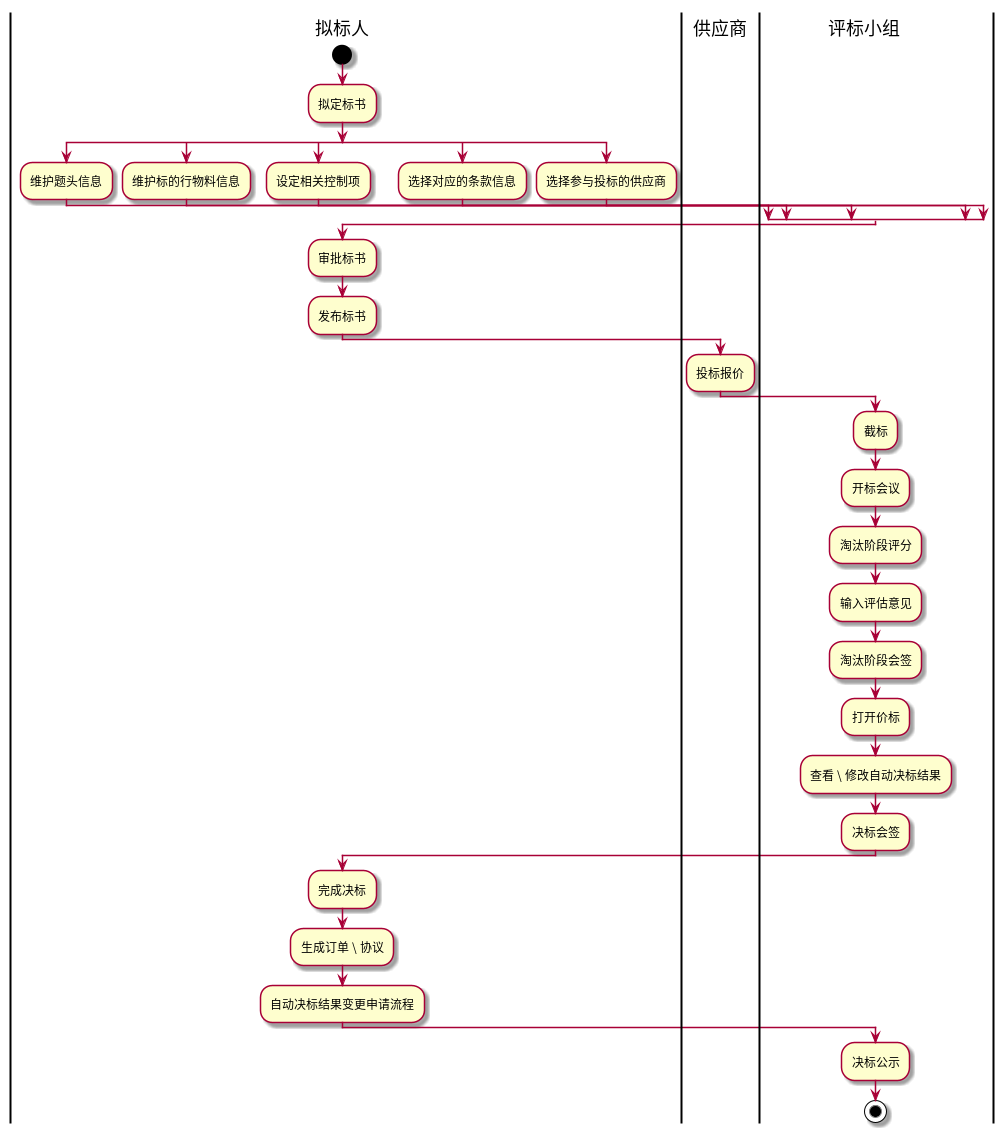 拟标人
供应商
评标小组
拟定标书
维护题头信息
维护标的行物料信息
设定相关控制项
选择对应的条款信息
选择参与投标的供应商
审批标书
发布标书
投标报价
截标
开标会议
淘汰阶段评分
输入评估意见
淘汰阶段会签
打开价标
查看 \ 修改自动决标结果
决标会签
完成决标
生成订单 \ 协议
自动决标结果变更申请流程
决标公示